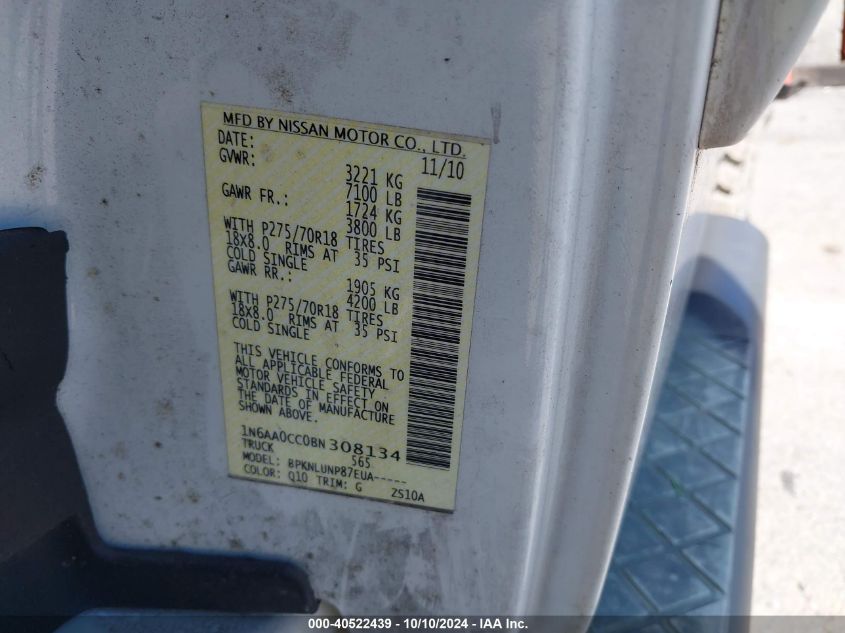 MFD BY NISSAN MOTOR CO., LTD.
DATE: 11/10
GVWR: 3221 KG
7100 LB
GAWR FR.: 1724 KG
3800 LB
WITH P275/70R18 TIRES
18X8.0 RIMS AT 35 PSI
COLD SINGLE
GAWR RR.: 1905 KG
4200 LB
WITH P275/70R18 TIRES
18X8.0 RIMS AT 35 PSI
COLD SINGLE
THIS VEHICLE CONFORMS TO
ALL APPLICABLE FEDERAL
MOTOR VEHICLE SAFETY
STANDARDS IN EFFECT ON
THE DATE OF MANUFACTURE
SHOWN ABOVE.
1N6AA0CC0BN308134
TRUCK 565
MODEL: BPKNLUNP87EUA-----
COLOR: Q10 TRIM: G ZS10A
000-40522439 - 10/10/2024 - IAA Inc.